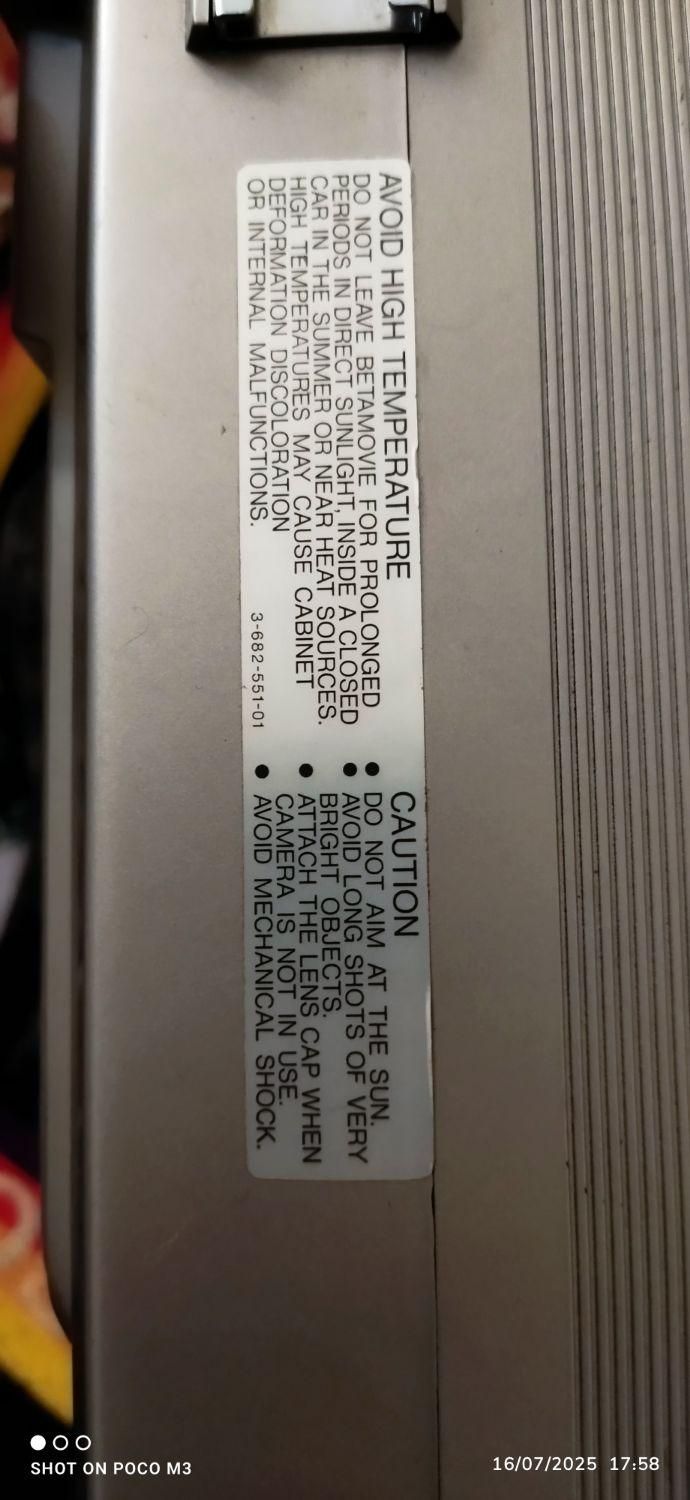 AVOID HIGH TEMPERATURE
DO NOT LEAVE BETAMOVIE FOR PROLONGED
PERIODS IN DIRECT SUNLIGHT, INSIDE A CLOSED
CAR IN THE SUMMER OR NEAR HEAT SOURCES.
HIGH TEMPERATURES MAY CAUSE CABINET
DEFORMATION DISCOLORATION
OR INTERNAL MALFUNCTIONS.
3-682-551-01
CAUTION
● DO NOT AIM AT THE SUN.
● AVOID LONG SHOTS OF VERY
BRIGHT OBJECTS.
● ATTACH THE LENS CAP WHEN
CAMERA IS NOT IN USE.
● AVOID MECHANICAL SHOCK.
SHOT ON POCO M3
16/07/2025 17:58